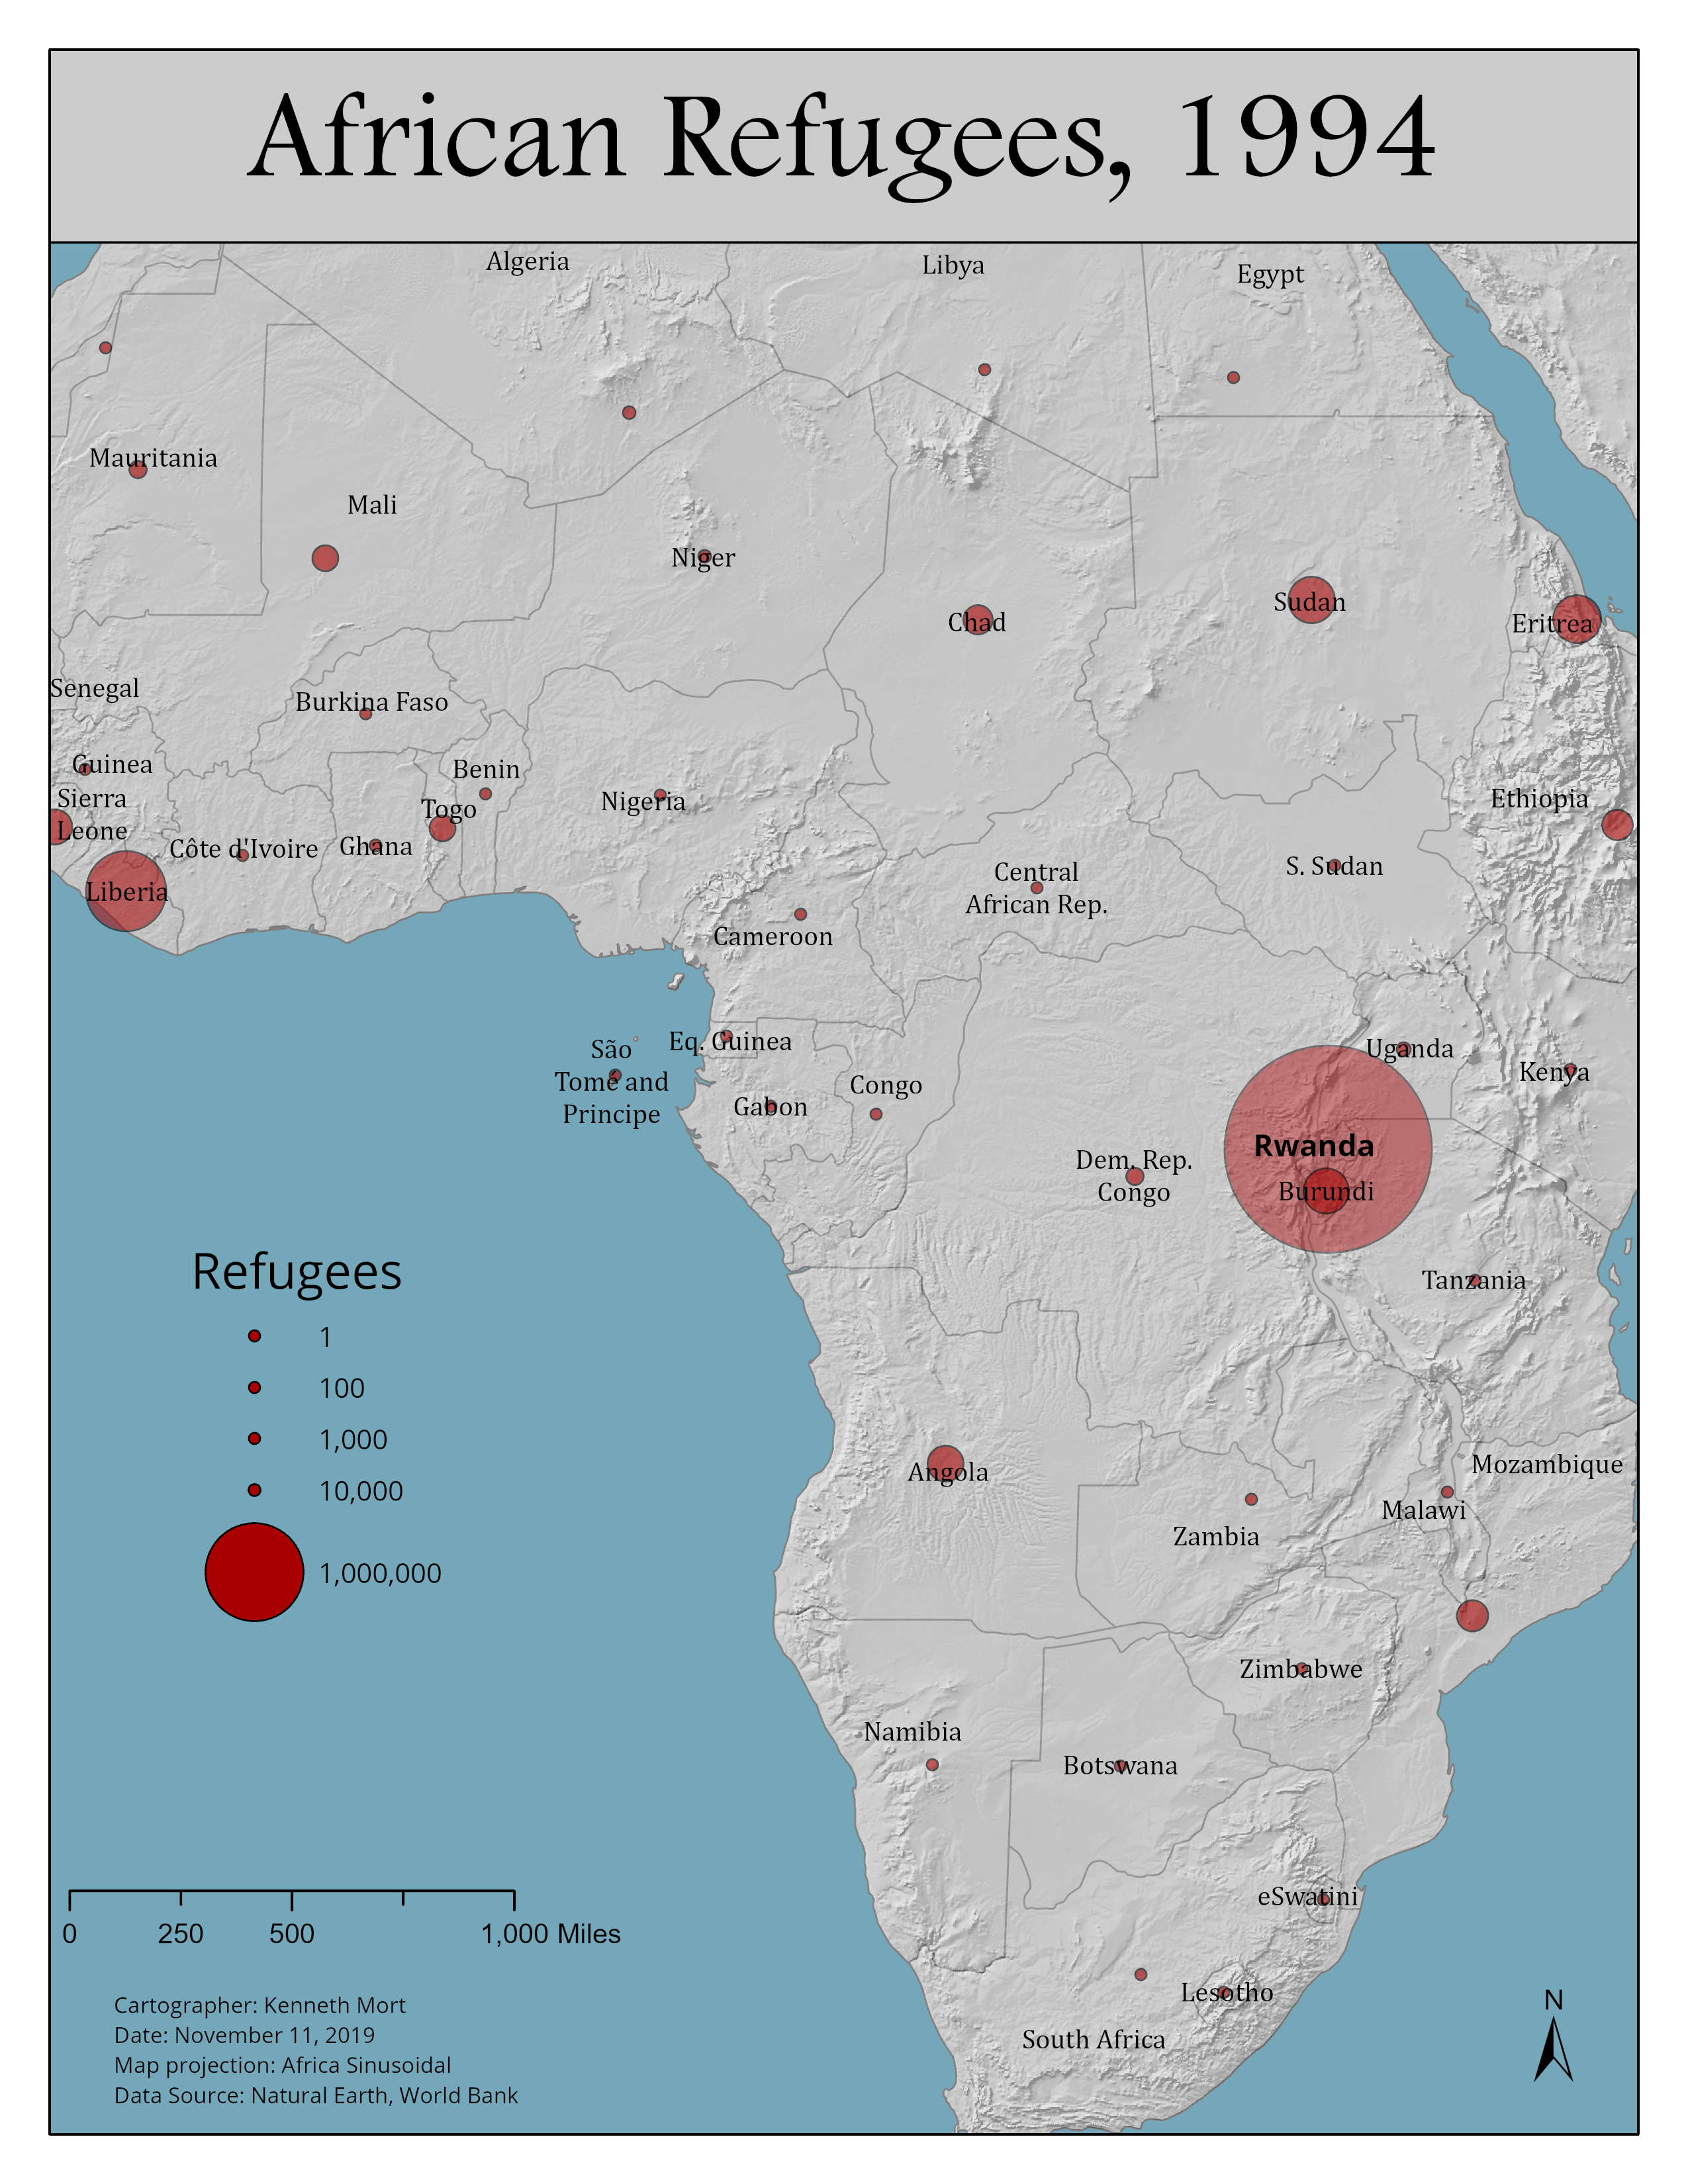 African Refugees, 1994
Algeria
Libya
Egypt
Mauritania
Mali
Niger
Chad
Sudan
Eritrea
Senegal
Burkina Faso
Guinea
Benin
Sierra
Leone
Togo
Nigeria
Ethiopia
Côte d'Ivoire
Ghana
Liberia
Central
African Rep.
S. Sudan
Cameroon
São
Tomé and
Principe
Eq. Guinea
Gabon
Congo
Uganda
Kenya
Rwanda
Burundi
Dem. Rep.
Congo
Tanzania
Refugees
1
100
1,000
10,000
1,000,000
Angola
Mozambique
Malawi
Zambia
Zimbabwe
Namibia
Botswana
eSwatini
Lesotho
South Africa
0 250 500 1,000 Miles
Cartographer: Kenneth Mort
Date: November 11, 2019
Map projection: Africa Sinusoidal
Data Source: Natural Earth, World Bank
N